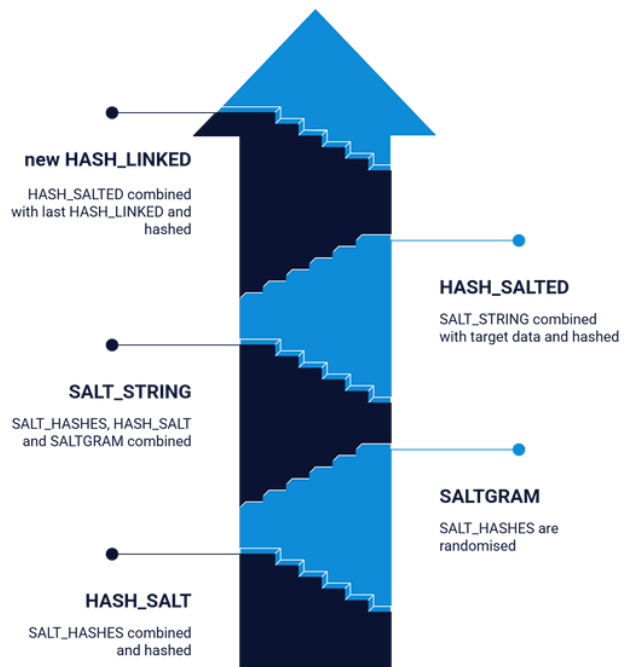 new HASH_LINKED
HASH_SALTED combined
with last HASH_LINKED and
hashed
HASH_SALTED
SALT_STRING combined
with target data and hashed
SALT_STRING
SALT_HASHES, HASH_SALT
and SALTGRAM combined
SALTGRAM
SALT_HASHES are
randomised
HASH_SALT
SALT_HASHES combined
and hashed